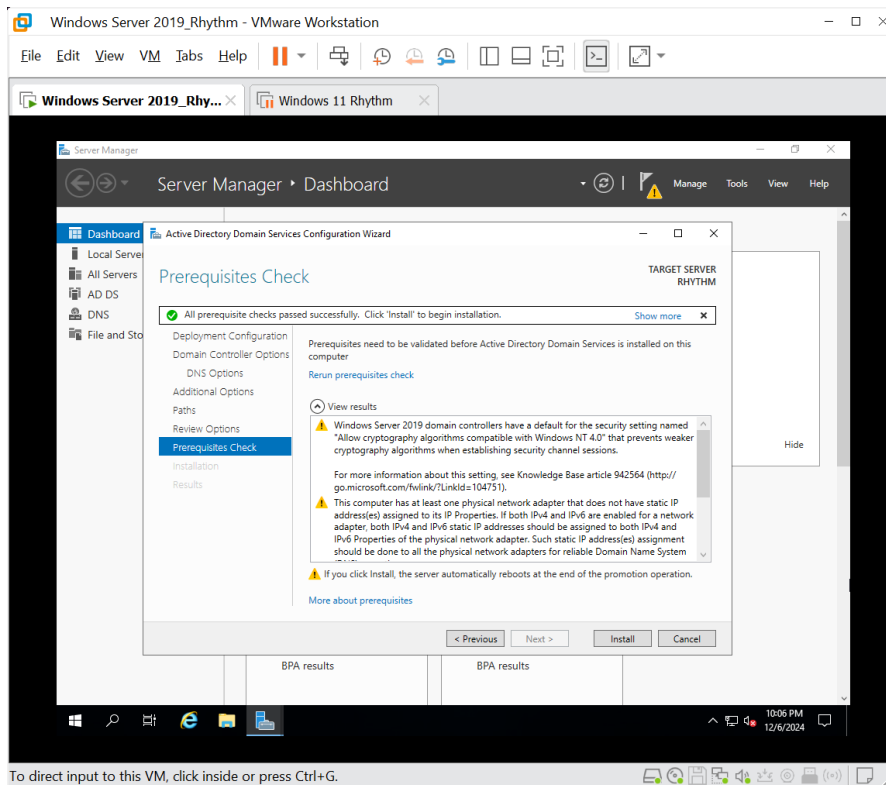 Windows Server 2019_Rhythm - VMware Workstation
File Edit View VM Tabs Help
Windows Server 2019_Rhy...
Windows 11 Rhythm
Server Manager
Server Manager • Dashboard
Manage Tools View Help
Dashboard
Local Server
All Servers
AD DS
DNS
File and Sto
Active Directory Domain Services Configuration Wizard
Prerequisites Check
TARGET SERVER
RHYTHM
All prerequisite checks passed successfully. Click 'Install' to begin installation.
Show more
Deployment Configuration
Domain Controller Options
DNS Options
Additional Options
Paths
Review Options
Prerequisites Check
Installation
Results
Prerequisites need to be validated before Active Directory Domain Services is installed on this
computer
Rerun prerequisites check
View results
Windows Server 2019 domain controllers have a default for the security setting named
"Allow cryptography algorithms compatible with Windows NT 4.0" that prevents weaker
cryptography algorithms when establishing security channel sessions.
For more information about this setting, see Knowledge Base article 942564 (http://
go.microsoft.com/fwlink/?LinkId=104751).
This computer has at least one physical network adapter that does not have static IP
address(es) assigned to its IP Properties. If both IPv4 and IPv6 are enabled for a network
adapter, both IPv4 and IPv6 static IP addresses should be assigned to both IPv4 and
IPv6 Properties of the physical network adapter. Such static IP address(es) assignment
should be done to all the physical network adapters for reliable Domain Name System
If you click Install, the server automatically reboots at the end of the promotion operation.
More about prerequisites
< Previous
Next >
Install
Cancel
Hide
BPA results
BPA results
10:06 PM
12/6/2024
To direct input to this VM, click inside or press Ctrl+G.